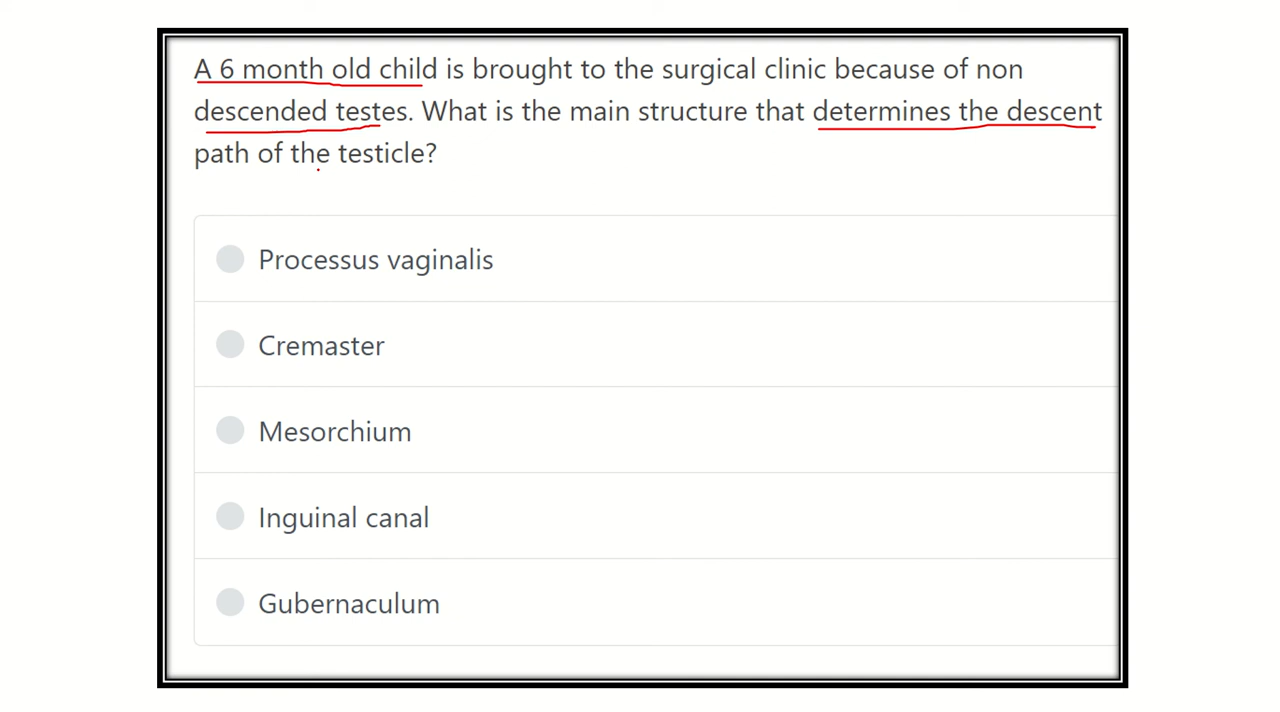 A 6 month old child is brought to the surgical clinic because of non
descended testes. What is the main structure that determines the descent
path of the testicle?
Processus vaginalis
Cremaster
Mesorchium
Inguinal canal
Gubernaculum